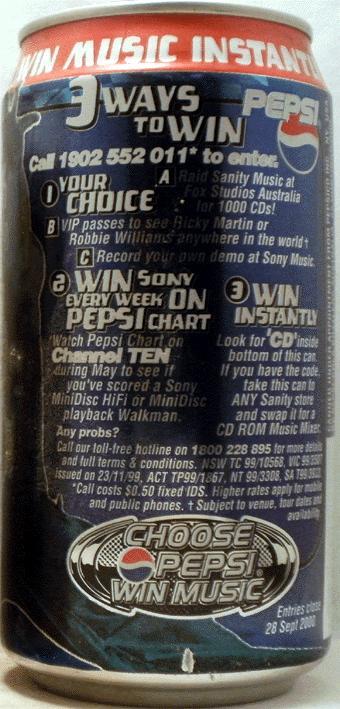 WIN MUSIC INSTANTLY
3 WAYS TO WIN
PEPSI
Call 1902 552 011* to enter.
1 YOUR CHOICE
A Raid Sanity Music at
Fox Studios Australia
for 1000 CDs!
B VIP passes to see Ricky Martin or
Robbie Williams anywhere in the world†
C Record your own demo at Sony Music.
2 WIN SONY
EVERY WEEK ON
PEPSI CHART
Watch Pepsi Chart on
Channel TEN
during May to see if
you've scored a Sony
MiniDisc HiFi or MiniDisc
playback Walkman.
3 WIN
INSTANTLY
Look for 'CD' inside
bottom of this can.
If you have the code,
take this can to
ANY Sanity store
and swap it for a
CD ROM Music Mixer.
Any probs?
Call our toll-free hotline on 1800 228 895 for more details
and full terms & conditions. NSW TC 99/10568, VIC
issued on 23/11/99, ACT TP99/1867, NT 99/3308, SA
*Call costs $0.50 fixed IDS. Higher rates apply for mobile
and public phones. † Subject to venue, tour dates and
availability.
CHOOSE
PEPSI
WIN MUSIC
Entries close
28 Sept 2000.